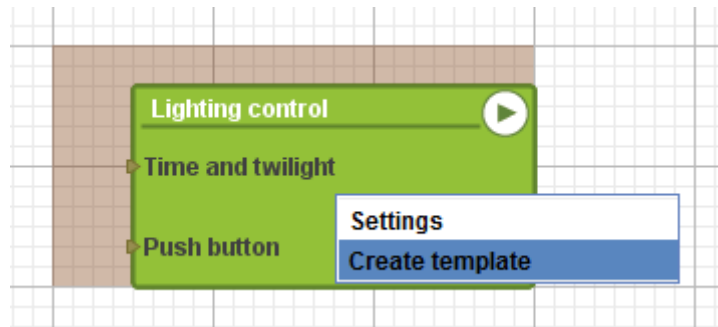 Lighting control
Time and twilight
Settings
Push button
Create template